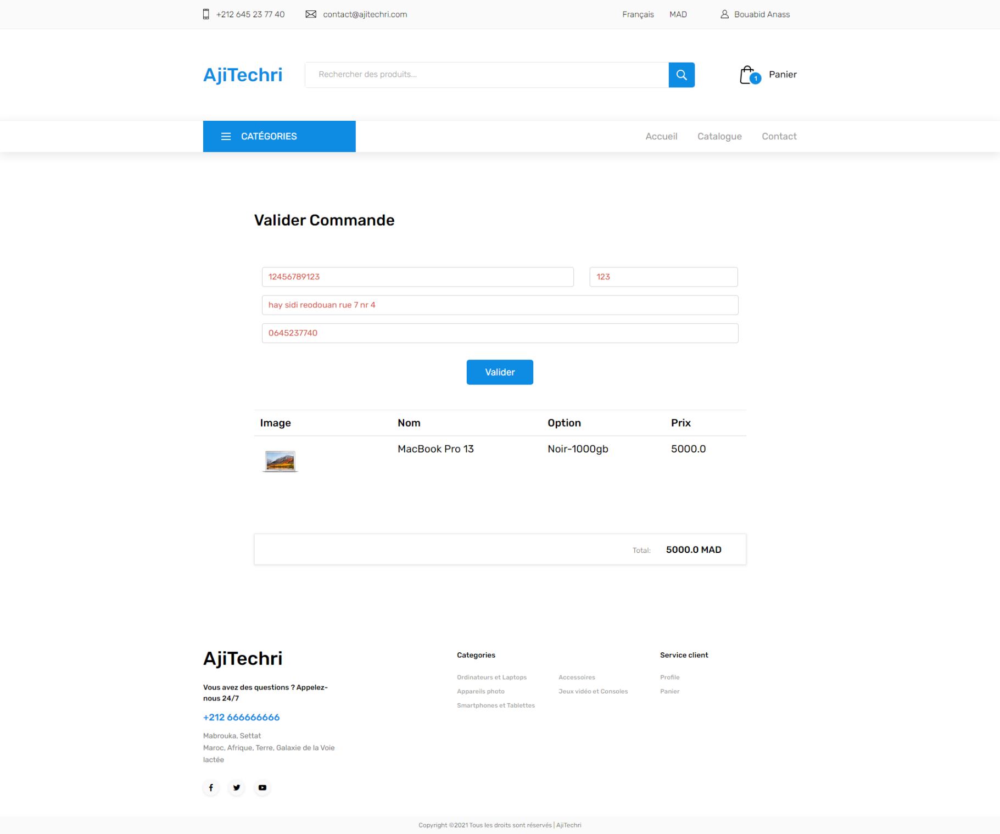 +212 645 23 77 40 contact@ajitechri.com Français MAD Bouabid Anass
AjiTechri Rechercher des produits... 1 Panier
CATÉGORIES Accueil Catalogue Contact
Valider Commande
12456789123 123
hay sidi reodouan rue 7 nr 4
0645237740
Valider
Image Nom Option Prix
MacBook Pro 13 Noir-1000gb 5000.0
Total: 5000.0 MAD
AjiTechri
Vous avez des questions ? Appelez-
nous 24/7
+212 666666666
Mabrouka, Settat
Maroc, Afrique, Terre, Galaxie de la Voie
lactée
Categories
Ordinateurs et Laptops
Appareils photo
Smartphones et Tablettes
Accessoires
Jeux vidéo et Consoles
Service client
Profile
Panier
Copyright ©2021 Tous les droits sont réservés | AjiTechri